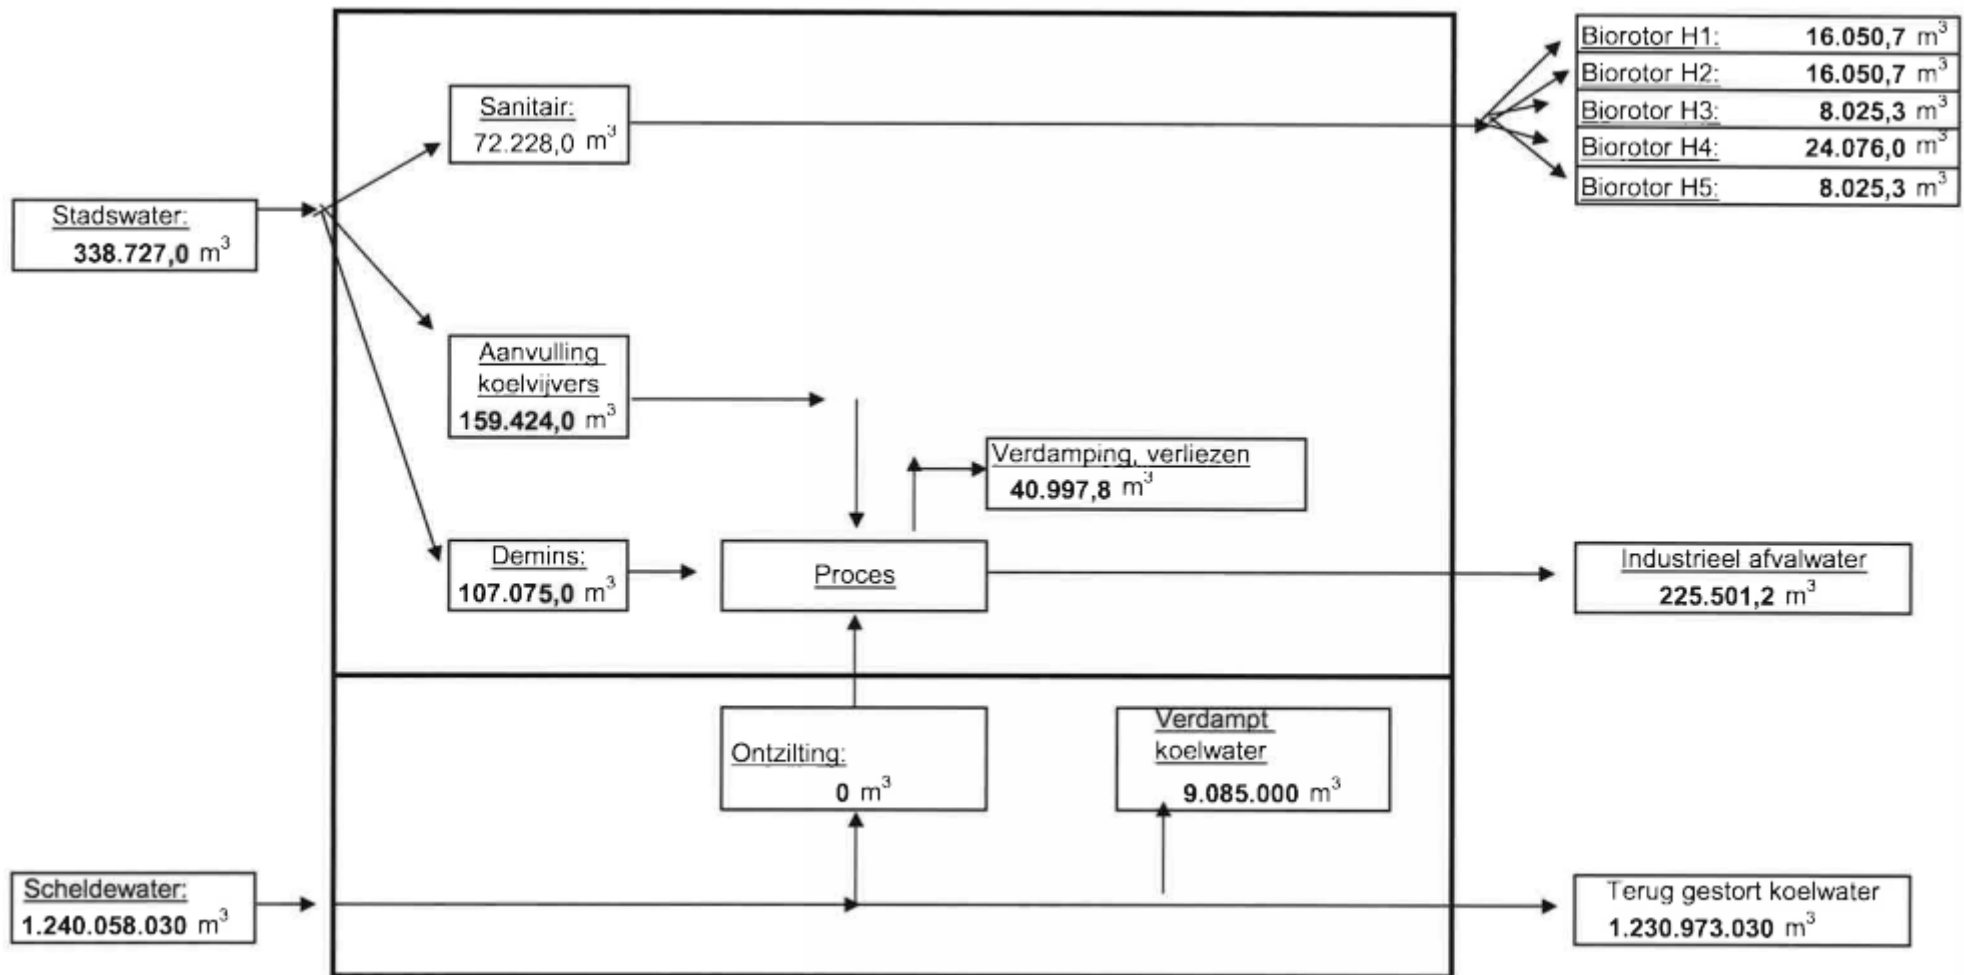 Biorotor H1: 16.050,7 m³
Biorotor H2: 16.050,7 m³
Biorotor H3: 8.025,3 m³
Biorotor H4: 24.076,0 m³
Biorotor H5: 8.025,3 m³
Sanitair:
72.228,0 m³
Stadswater:
338.727,0 m³
Aanvulling
koelvijvers
159.424,0 m³
Verdamping, verliezen
40.997,8 m³
Demins:
107.075,0 m³
Proces
Industrieel afvalwater
225.501,2 m³
Ontzilting:
0 m³
Verdampt
koelwater
9.085.000 m³
Scheldewater:
1.240.058.030 m³
Terug gestort koelwater
1.230.973.030 m³